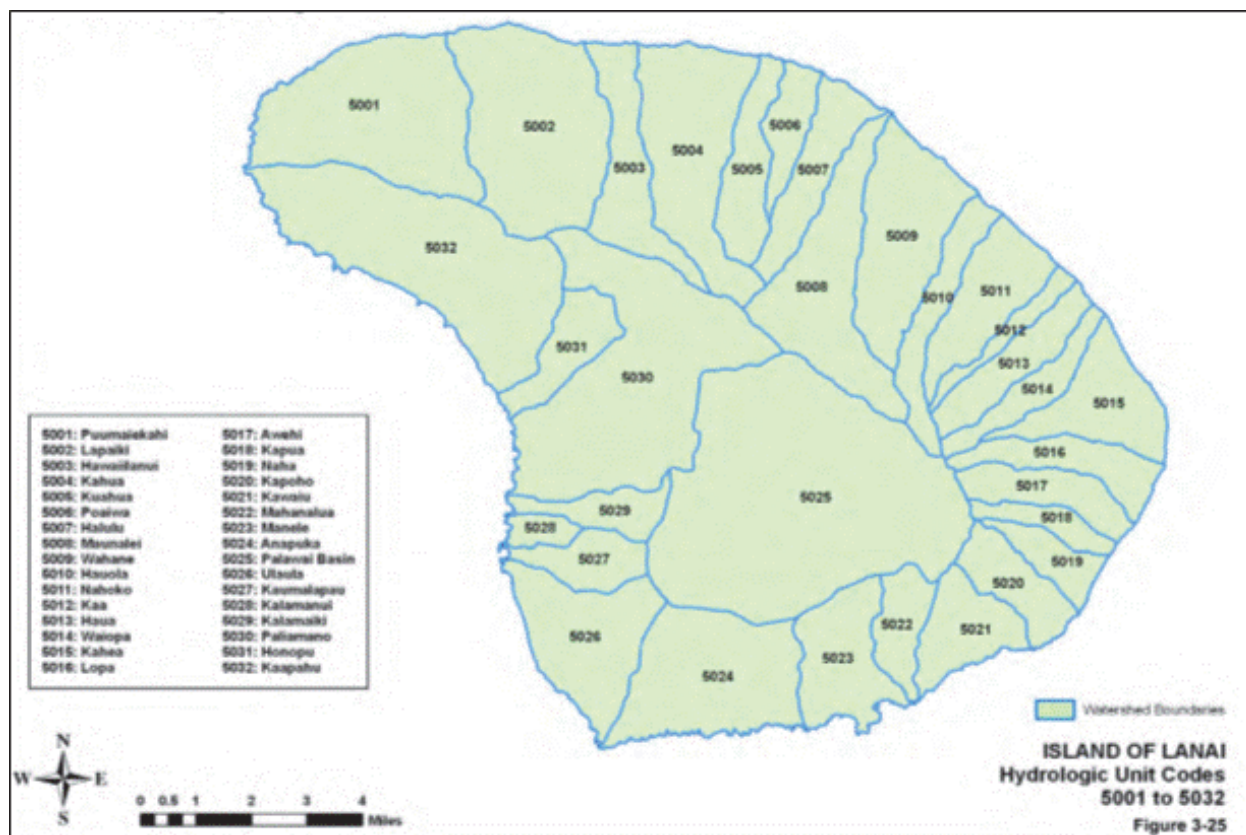 5001
5002
5003
5004
5005
5006
5007
5008
5009
5010
5011
5012
5013
5014
5015
5016
5017
5018
5019
5020
5021
5022
5023
5024
5025
5026
5027
5028
5029
5030
5031
5032
5001: Puumaiekahi
5002: Lapaiki
5003: Hawaiilanui
5004: Kahua
5005: Kuahua
5006: Poaiwa
5007: Halulu
5008: Maunalei
5009: Wahane
5010: Hauola
5011: Nahoko
5012: Kaa
5013: Haua
5014: Waiopa
5015: Kahea
5016: Lopa
5017: Awehi
5018: Kapua
5019: Naha
5020: Kapoho
5021: Kawaiu
5022: Mahanalua
5023: Manele
5024: Anapuka
5025: Palawai Basin
5026: Ulaula
5027: Kaumalapau
5028: Kalamanui
5029: Kalamaiki
5030: Paliamano
5031: Honopu
5032: Kaapahu
Watershed Boundaries
ISLAND OF LANAI
Hydrologic Unit Codes
5001 to 5032
Figure 3-25
N
W E
S
0 0.5 1 2 3 4
Miles